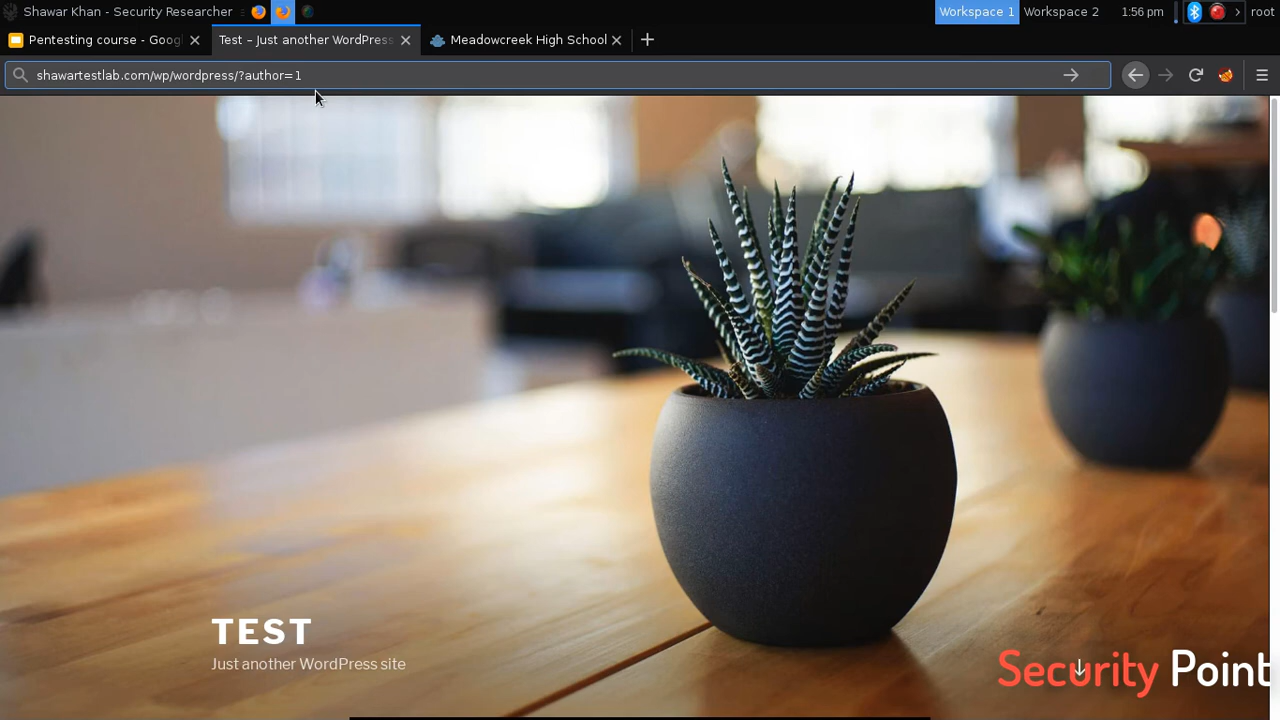 Shawar Khan - Security Researcher
Workspace 1 Workspace 2 1:56 pm root
Pentesting course - Googl
Test – Just another WordPress
Meadowcreek High School
shawartestlab.com/wp/wordpress/?author=1
TEST
Just another WordPress site
Security Point